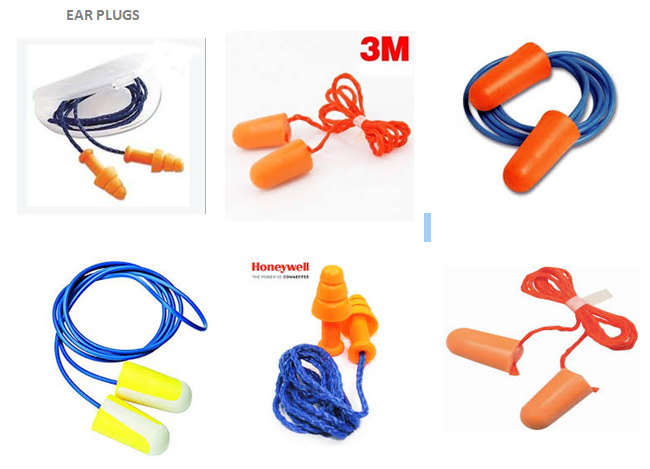 EAR PLUGS
3M
Honeywell
THE POWER OF CONNECTED